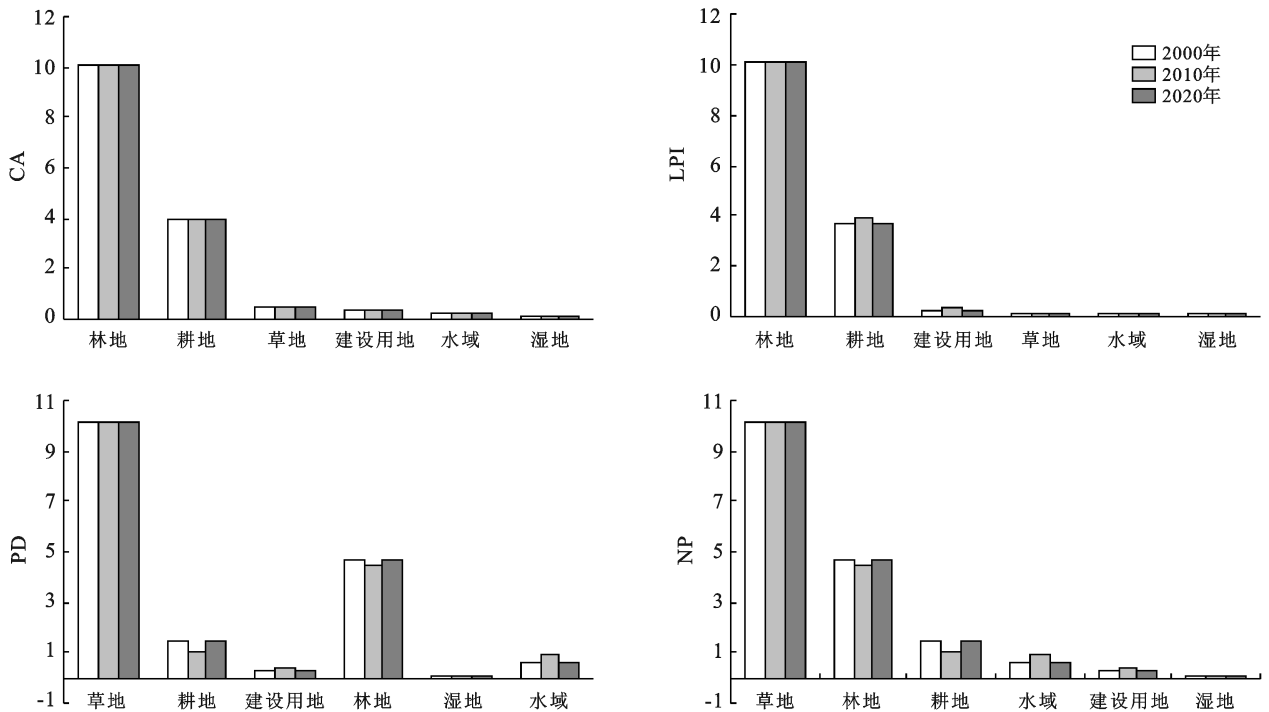 12
10
8
6
4
2
0
CA
林地 耕地 草地 建设用地 水域 湿地
12
10
8
6
4
2
0
LPI
2000年
2010年
2020年
林地 耕地 建设用地 草地 水域 湿地
11
9
7
5
3
1
-1
PD
草地 耕地 建设用地 林地 湿地 水域
11
9
7
5
3
1
-1
NP
草地 林地 耕地 水域 建设用地 湿地